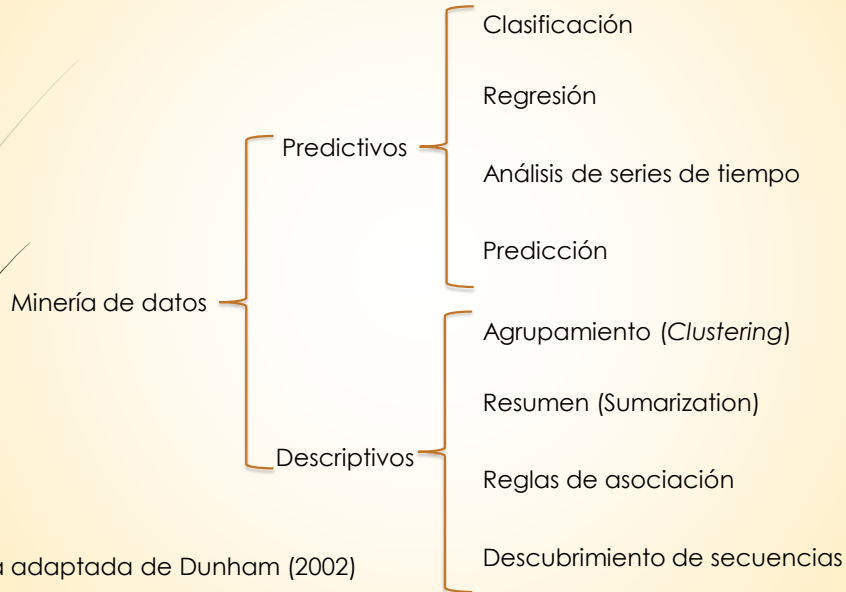 Minería de datos
Predictivos
Clasificación
Regresión
Análisis de series de tiempo
Predicción
Descriptivos
Agrupamiento (Clustering)
Resumen (Sumarization)
Reglas de asociación
Descubrimiento de secuencias
adaptada de Dunham (2002)